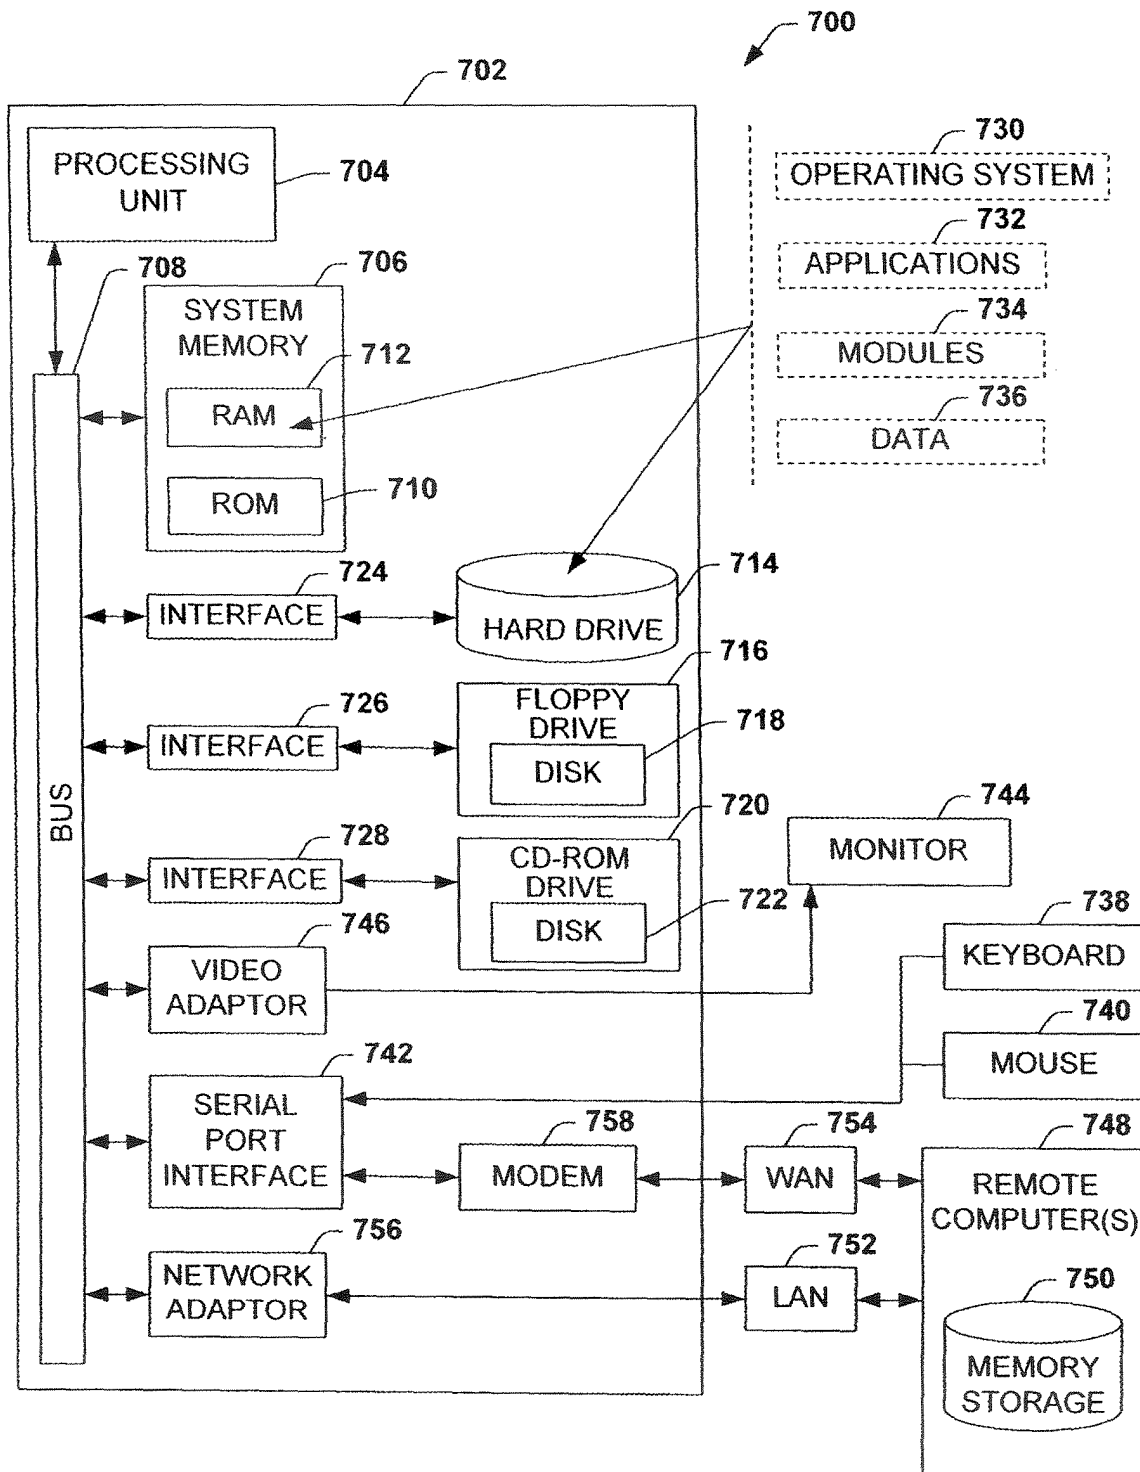 700
702
730
PROCESSING
UNIT
704
OPERATING SYSTEM
732
708
706
APPLICATIONS
SYSTEM
MEMORY
734
712
MODULES
RAM
736
DATA
710
ROM
724
714
INTERFACE
HARD DRIVE
716
726
FLOPPY
DRIVE
718
INTERFACE
DISK
BUS
720
744
728
CD-ROM
DRIVE
MONITOR
INTERFACE
722
738
746
DISK
KEYBOARD
VIDEO
ADAPTOR
740
742
MOUSE
SERIAL
PORT
INTERFACE
758
754
748
MODEM
WAN
REMOTE
COMPUTER(S)
756
752
NETWORK
ADAPTOR
LAN
750
MEMORY
STORAGE